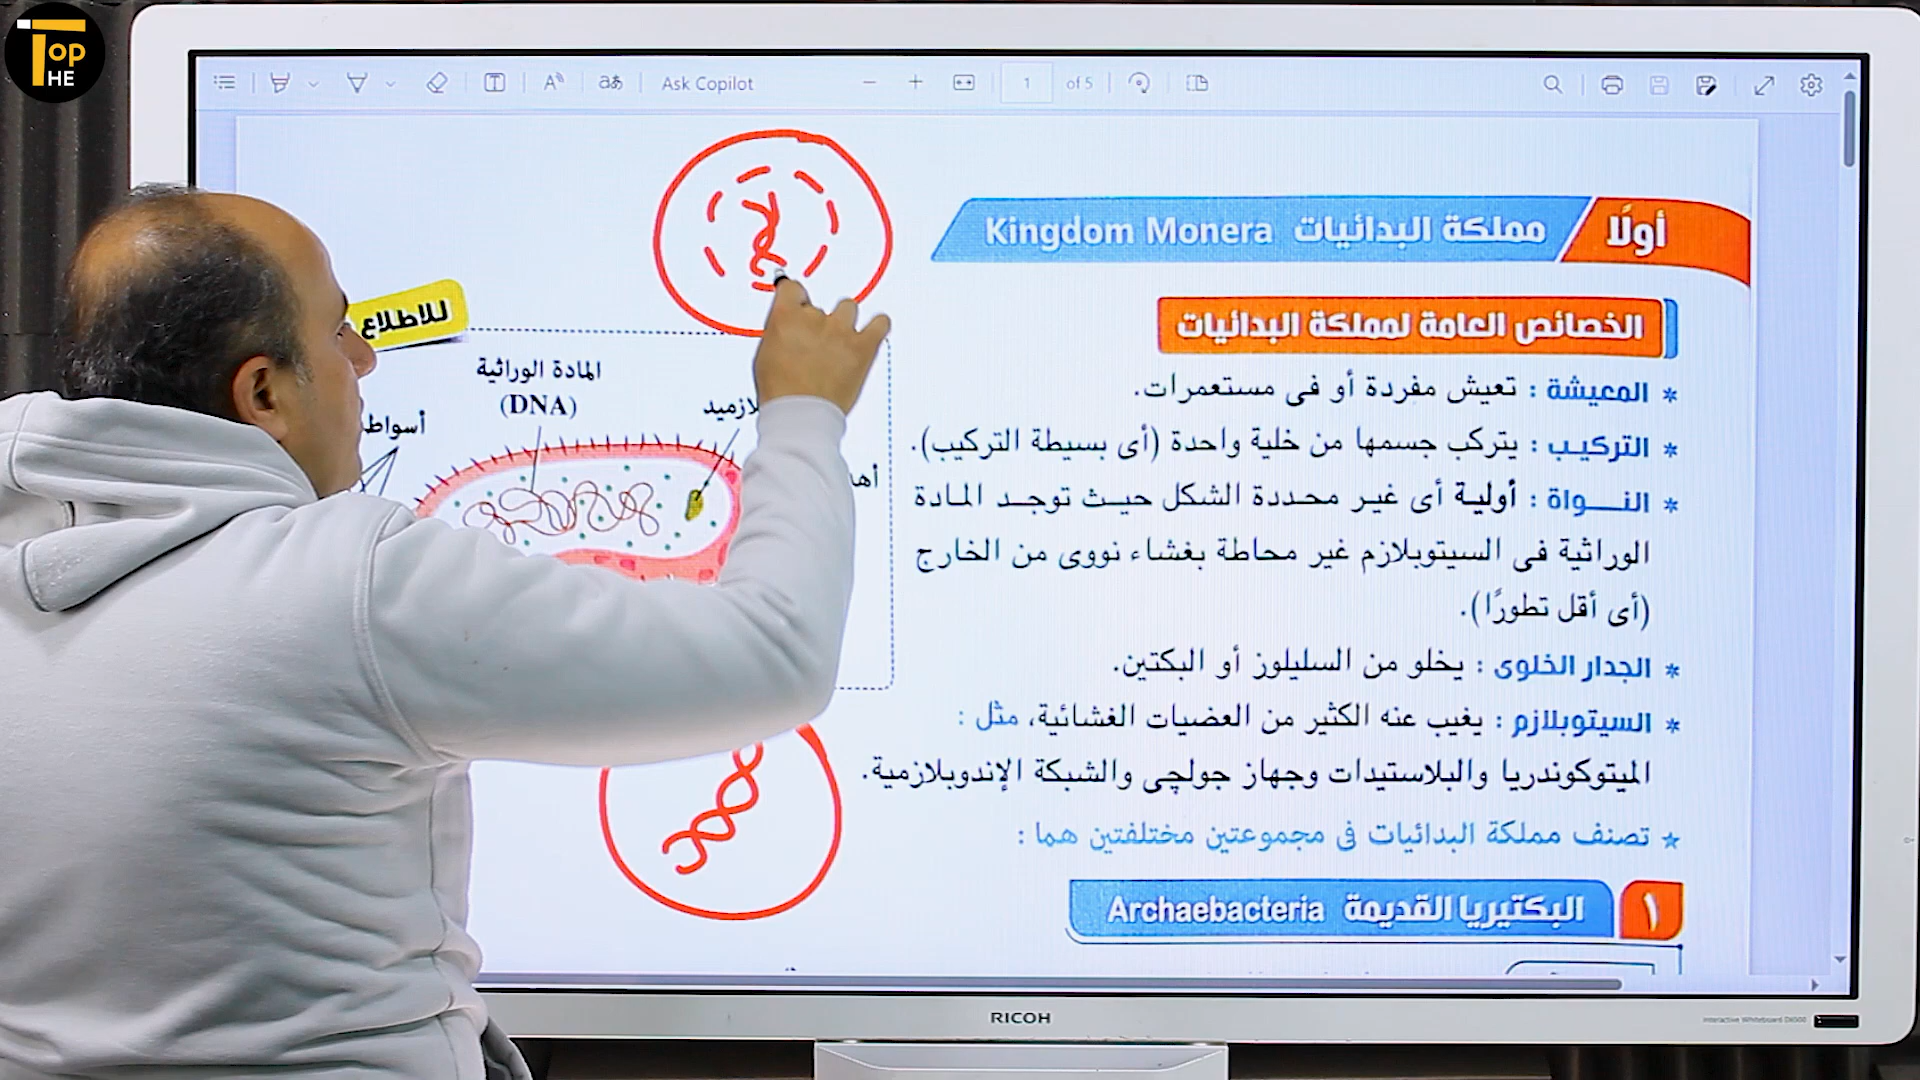 TOP
THE
Ask Copilot
1 of 5
أولًا
مملكة البدائيات Kingdom Monera
الخصائص العامة لمملكة البدائيات
* المعيشة : تعيش مفردة أو فى مستعمرات.
* التركيـب : يتركب جسمها من خلية واحدة (أى بسيطة التركيب).
* النـــواة : أولية أى غير محددة الشكل حيث توجد المادة
الوراثية فى السيتوبلازم غير محاطة بغشاء نووى من الخارج
(أى أقل تطورًا).
* الجدار الخلوى : يخلو من السليلوز أو البكتين.
* السيتوبلازم : يغيب عنه الكثير من العضيات الغشائية، مثل :
الميتوكوندريا والبلاستيدات وجهاز جولچى والشبكة الإندوبلازمية.
* تصنف مملكة البدائيات فى مجموعتين مختلفتين هما :
١
البكتيريا القديمة Archaebacteria
للاطلاع
المادة الوراثية
(DNA)
أسواط
RICOH